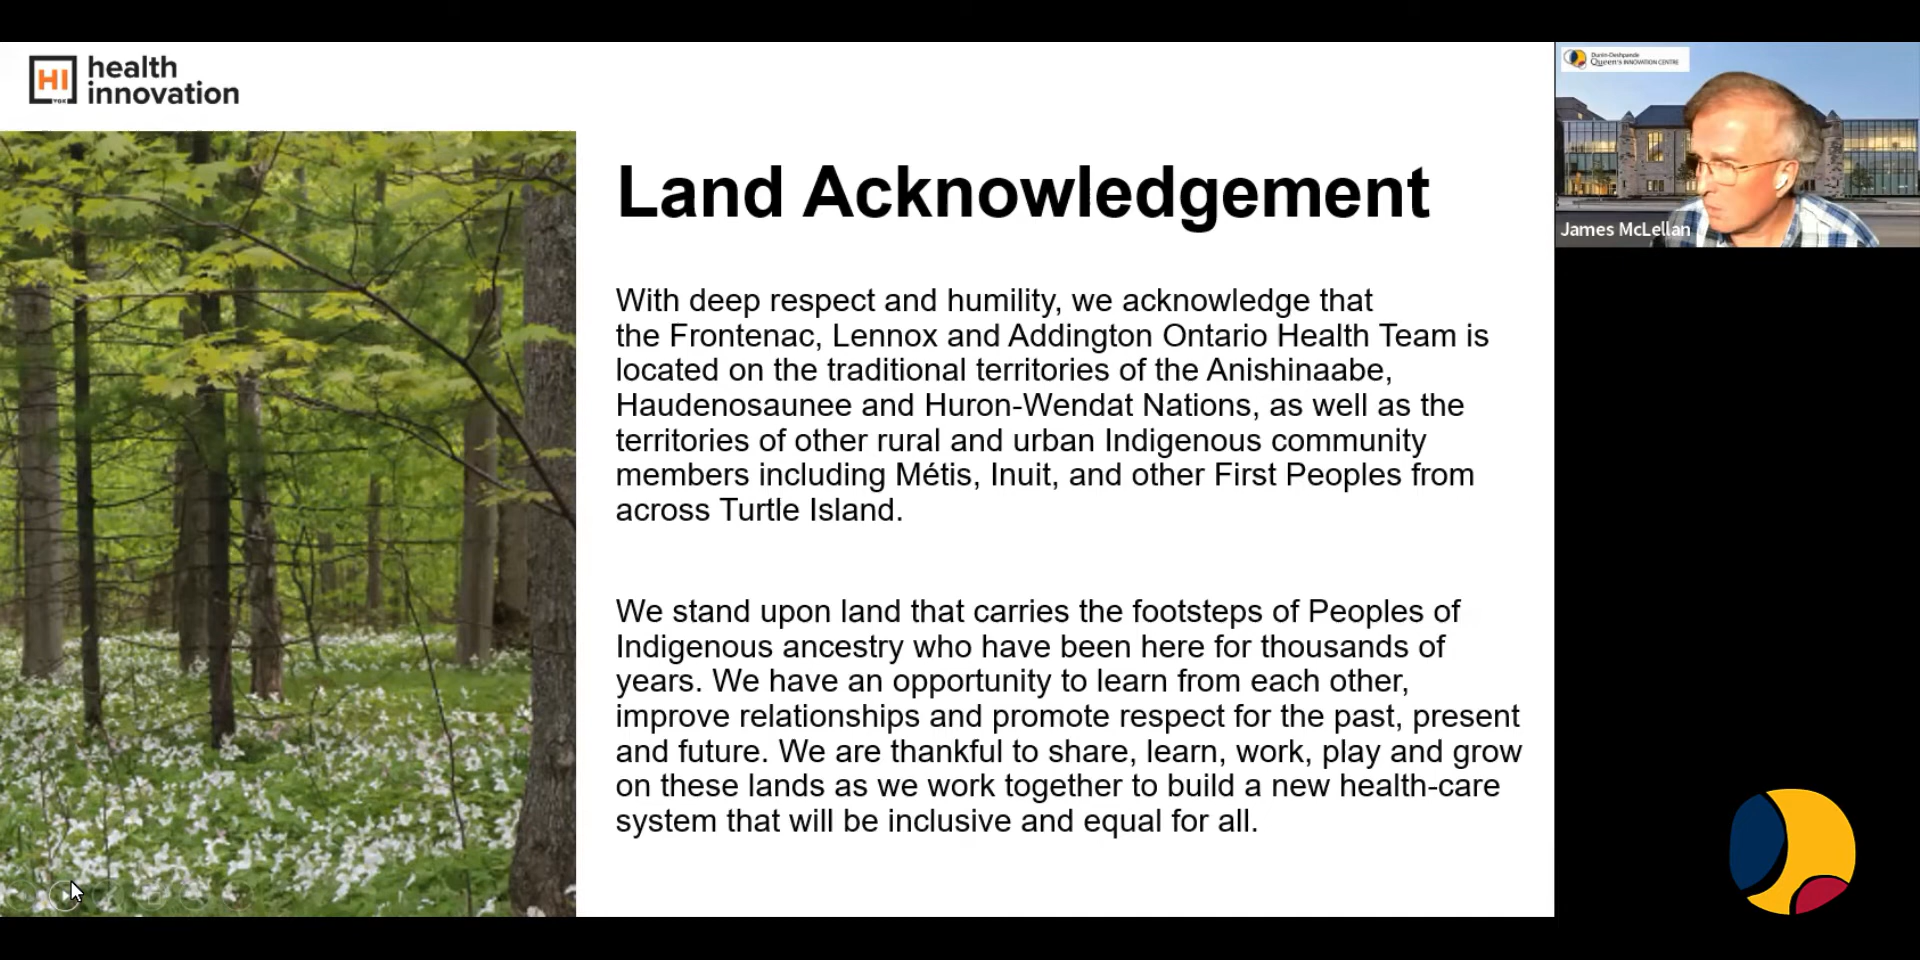 HI
YGK
health
innovation
Land Acknowledgement
With deep respect and humility, we acknowledge that
the Frontenac, Lennox and Addington Ontario Health Team is
located on the traditional territories of the Anishinaabe,
Haudenosaunee and Huron-Wendat Nations, as well as the
territories of other rural and urban Indigenous community
members including Métis, Inuit, and other First Peoples from
across Turtle Island.
We stand upon land that carries the footsteps of Peoples of
Indigenous ancestry who have been here for thousands of
years. We have an opportunity to learn from each other,
improve relationships and promote respect for the past, present
and future. We are thankful to share, learn, work, play and grow
on these lands as we work together to build a new health-care
system that will be inclusive and equal for all.
Dunin-Deshpande
Queen's INNOVATION CENTRE
James McLellan